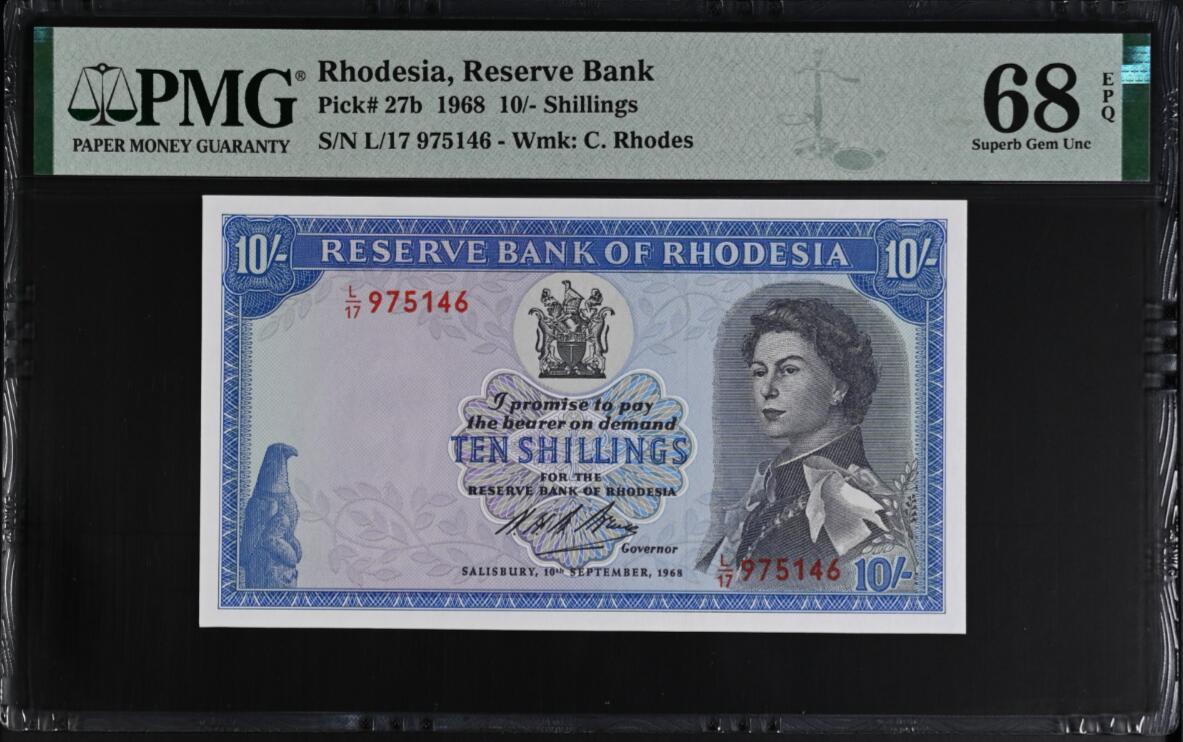 PMG®
PAPER MONEY GUARANTY
Rhodesia, Reserve Bank
Pick# 27b 1968 10/- Shillings
S/N L/17 975146 - Wmk: C. Rhodes
68
EPQ
Superb Gem Unc
10/- RESERVE BANK OF RHODESIA 10/-
L/17 975146
I promise to pay
the bearer on demand
TEN SHILLINGS
FOR THE
RESERVE BANK OF RHODESIA
Governor
SALISBURY, 10th SEPTEMBER, 1968
L/17 975146 10/-